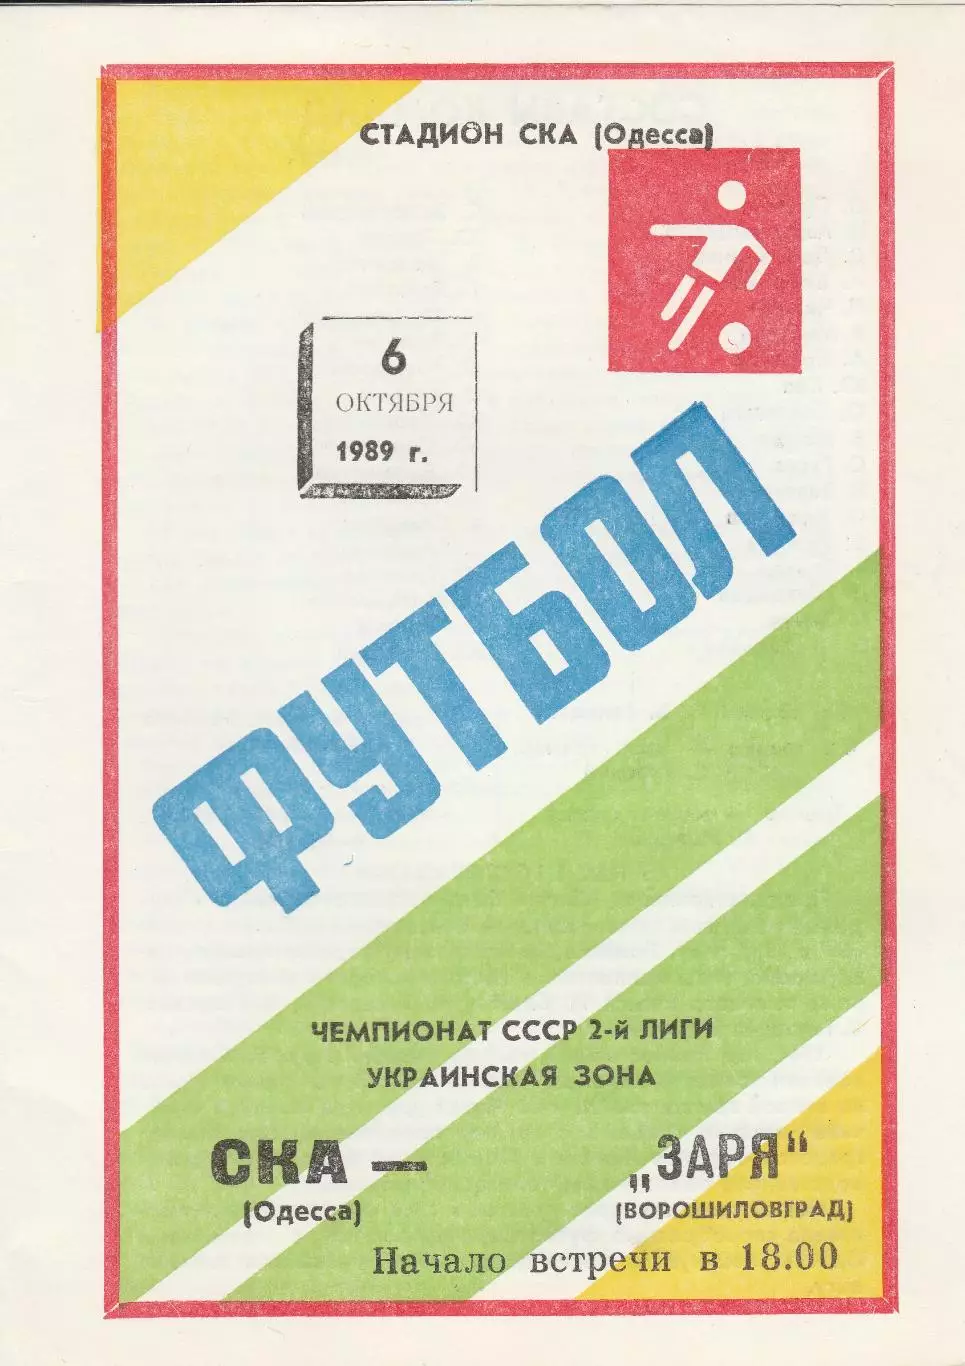 СТАДИОН СКА (Одесса)
6
ОКТЯБРЯ
1989 г.
ФУТБОЛ
ЧЕМПИОНАТ СССР 2-й ЛИГИ
УКРАИНСКАЯ ЗОНА
СКА — „ЗАРЯ“
(Одесса) (ВОРОШИЛОВГРАД)
Начало встречи в 18.00